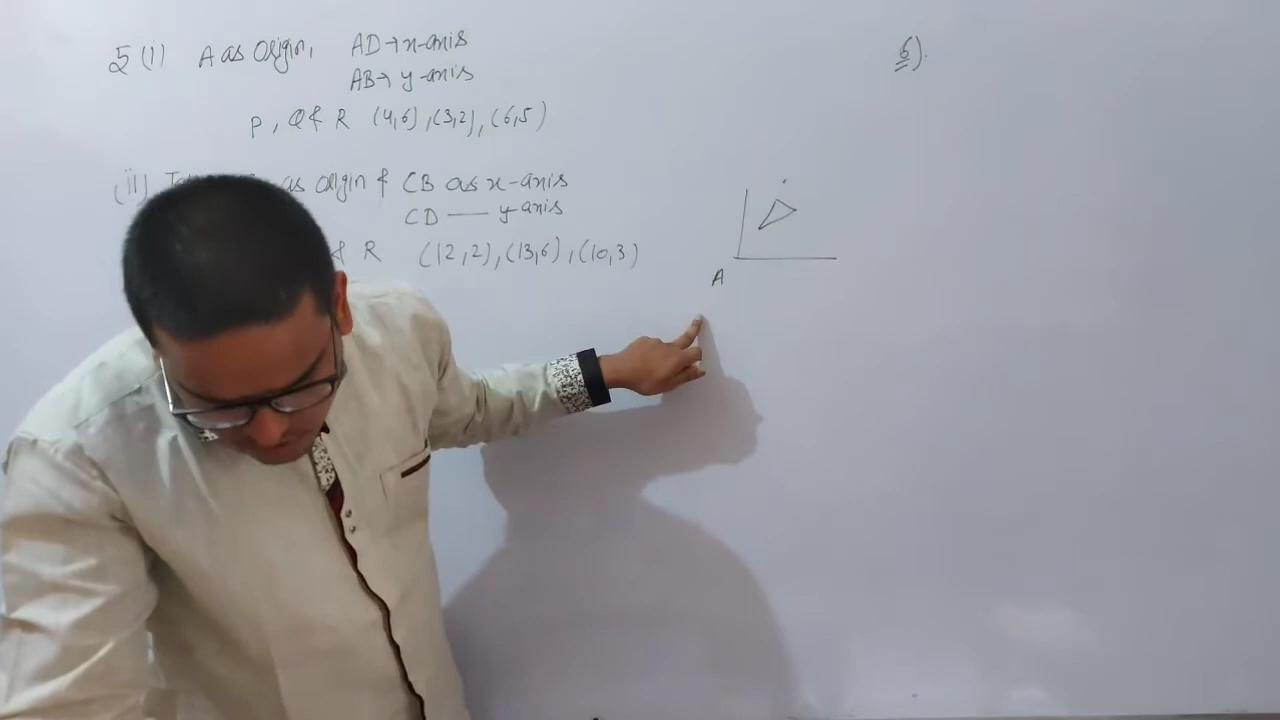 5 (i) A as Origin, AD → x-axis
AB → y-axis
P, Q & R (4,6), (3,2), (6,5)
(ii) as origin & CB as x-axis
CD — y axis
& R (12,2), (13,6), (10,3)
A
6).